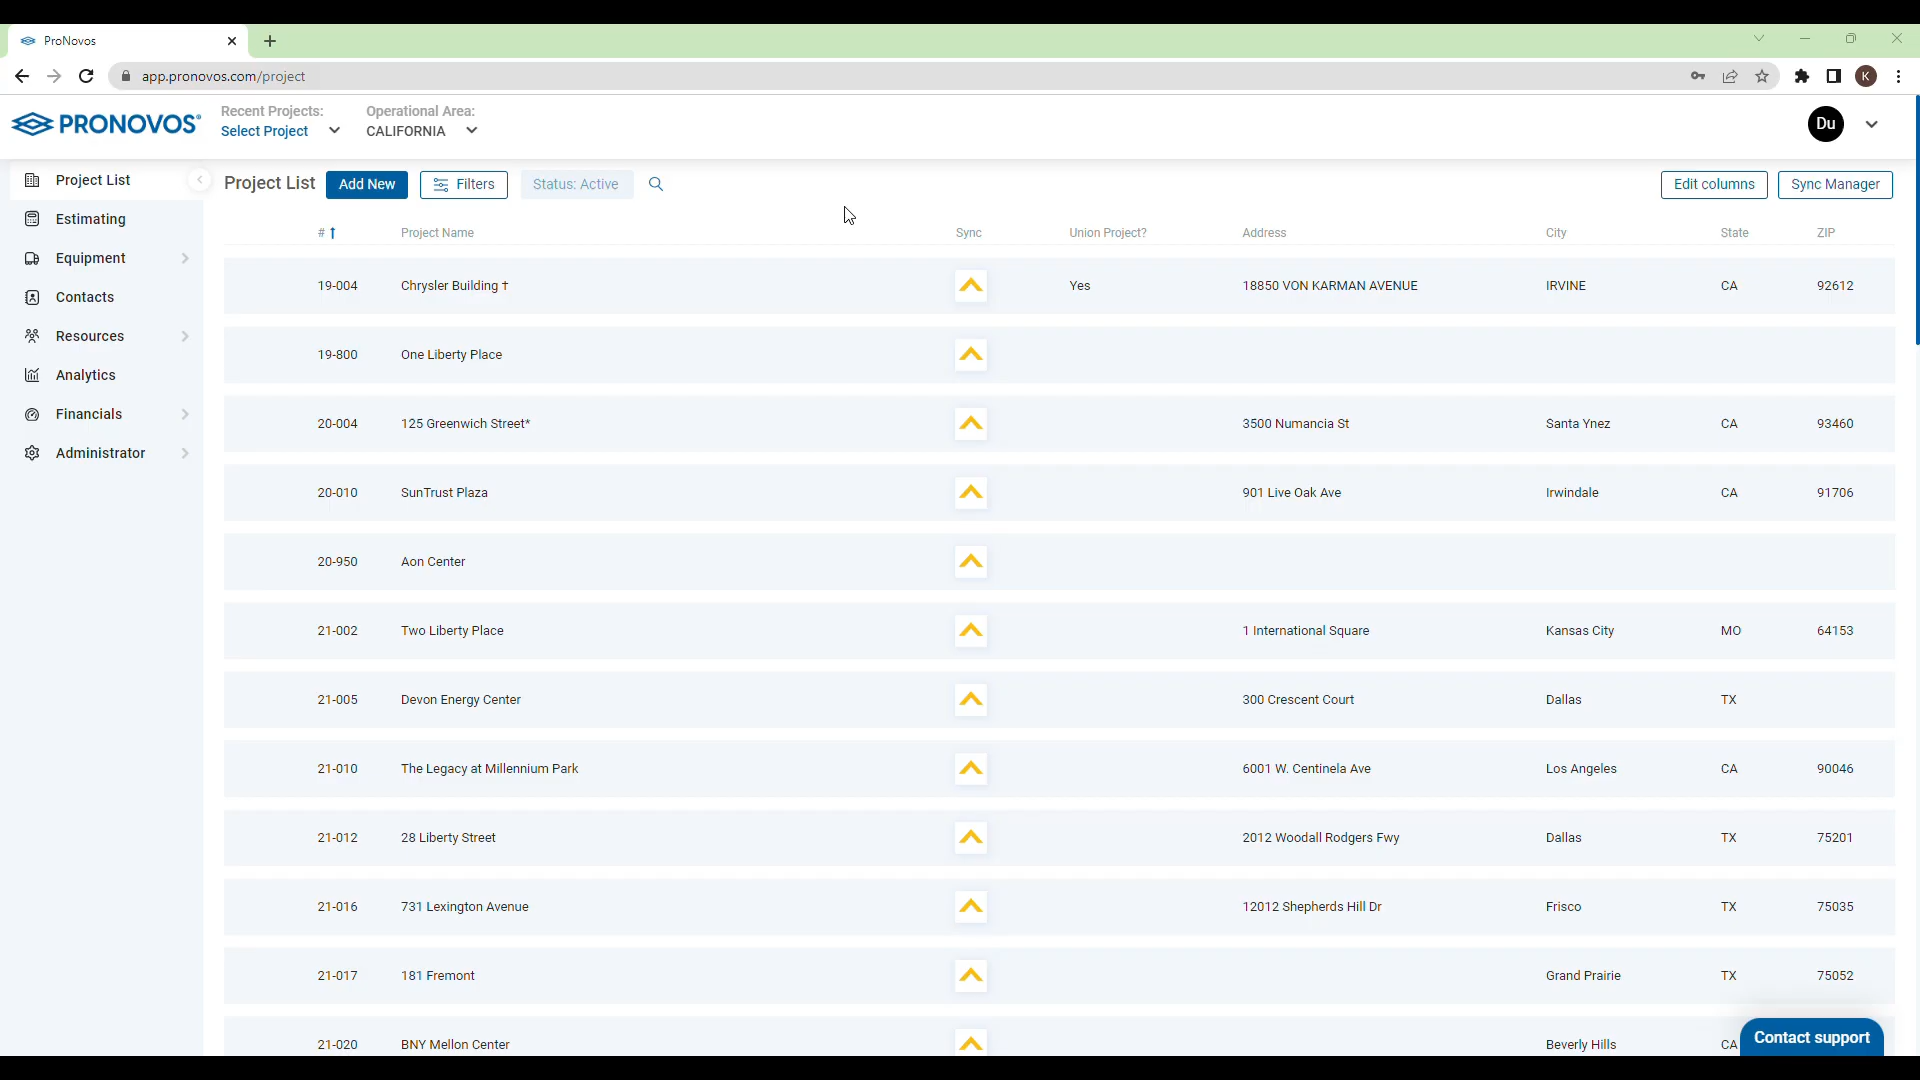 ProNovos
app.pronovos.com/project
K
PRONOVOS®
Recent Projects:
Select Project
Operational Area:
CALIFORNIA
Du
Project List
Estimating
Equipment
Contacts
Resources
Analytics
Financials
Administrator
Project List Add New Filters Status: Active Edit columns Sync Manager
# Project Name Sync Union Project? Address City State ZIP
19-004 Chrysler Building † Yes 18850 VON KARMAN AVENUE IRVINE CA 92612
19-800 One Liberty Place
20-004 125 Greenwich Street* 3500 Numancia St Santa Ynez CA 93460
20-010 SunTrust Plaza 901 Live Oak Ave Irwindale CA 91706
20-950 Aon Center
21-002 Two Liberty Place 1 International Square Kansas City MO 64153
21-005 Devon Energy Center 300 Crescent Court Dallas TX
21-010 The Legacy at Millennium Park 6001 W. Centinela Ave Los Angeles CA 90046
21-012 28 Liberty Street 2012 Woodall Rodgers Fwy Dallas TX 75201
21-016 731 Lexington Avenue 12012 Shepherds Hill Dr Frisco TX 75035
21-017 181 Fremont Grand Prairie TX 75052
21-020 BNY Mellon Center Beverly Hills CA
Contact support